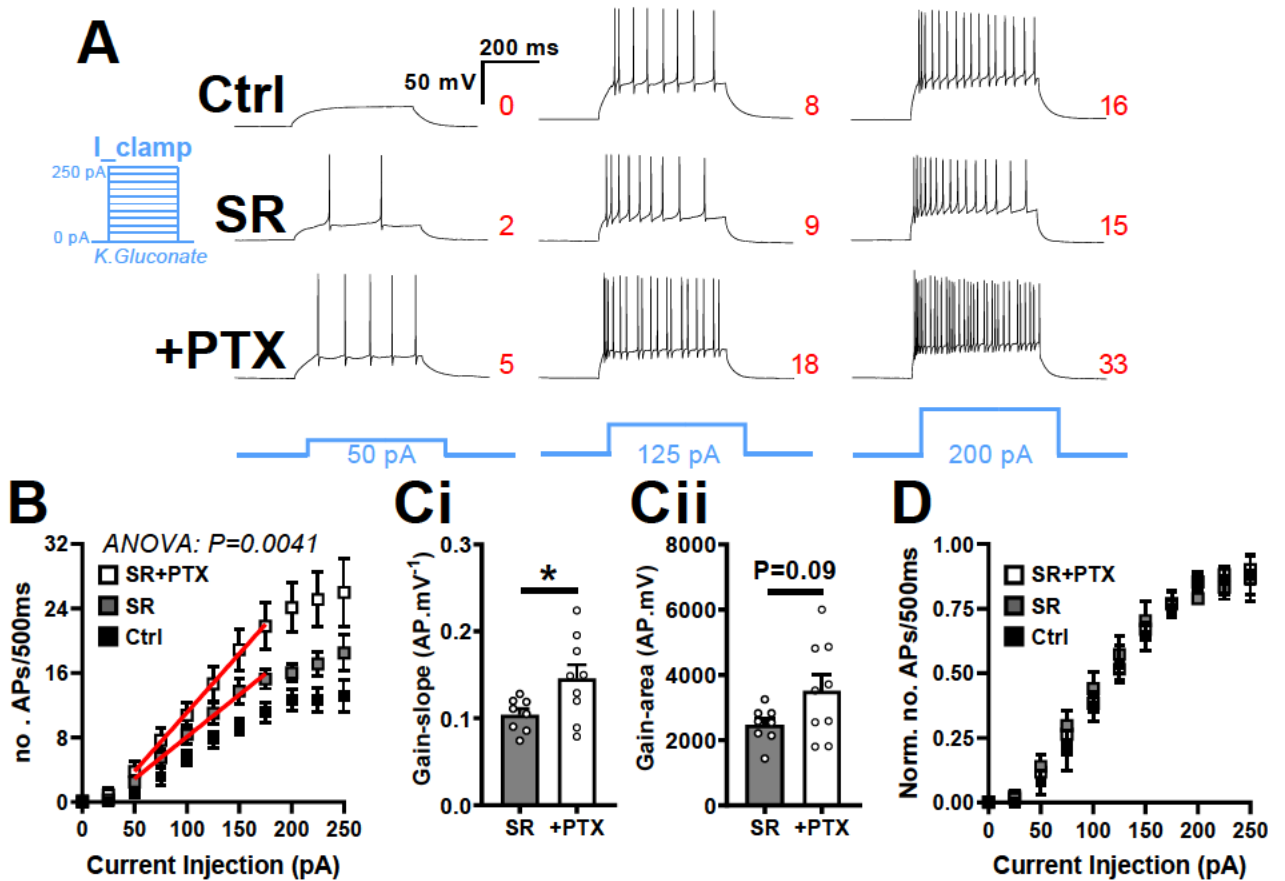 A
200 ms
50 mV
Ctrl
0
8
16
I_clamp
250 pA
0 pA
K.Gluconate
SR
2
9
15
+PTX
5
18
33
50 pA
125 pA
200 pA
B
ANOVA: P=0.0041
SR+PTX
SR
Ctrl
no . APs/500ms
32
24
16
8
0
0 50 100 150 200 250
Current Injection (pA)
Ci
*
Gain-slope (AP.mV-1)
0.3
0.2
0.1
0.0
SR +PTX
Cii
P=0.09
Gain-area (AP.mV)
8000
6000
4000
2000
0
SR +PTX
D
SR+PTX
SR
Ctrl
Norm. no. APs/500ms
1.00
0.75
0.50
0.25
0.00
0 50 100 150 200 250
Current Injection (pA)